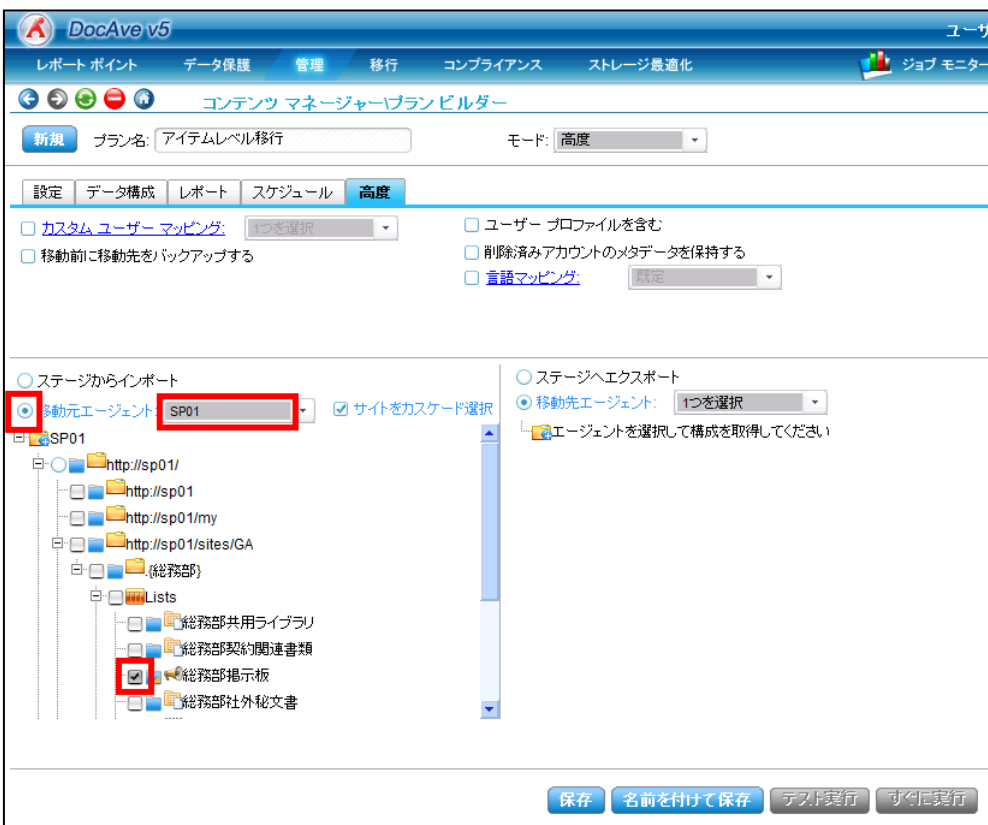 DocAve v5
ユーザ
レポート ポイント データ保護 管理 移行 コンプライアンス ストレージ最適化 ジョブ モニター
コンテンツ マネージャー\プラン ビルダー
新規 プラン名: アイテムレベル移行 モード: 高度
設定 データ構成 レポート スケジュール 高度
カスタム ユーザー マッピング: 1つを選択 ユーザー プロファイルを含む
移動前に移動先をバックアップする 削除済みアカウントのメタデータを保持する
言語マッピング: 既定
ステージからインポート ステージへエクスポート
移動元エージェント: SP01 サイトをカスケード選択 移動先エージェント: 1つを選択
SP01 エージェントを選択して構成を取得してください
http://sp01/
http://sp01
http://sp01/my
http://sp01/sites/GA
.{総務部}
Lists
総務部共用ライブラリ
総務部契約関連書類
総務部掲示板
総務部社外秘文書
保存 名前を付けて保存 テスト実行 すぐに実行